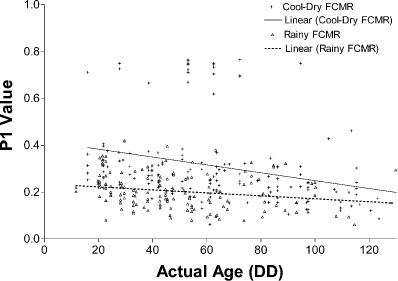 Cool-Dry FCMR
Linear (Cool-Dry FCMR)
Rainy FCMR
Linear (Rainy FCMR)
P1 Value
1.0
0.8
0.6
0.4
0.2
0.0
0 20 40 60 80 100 120
Actual Age (DD)